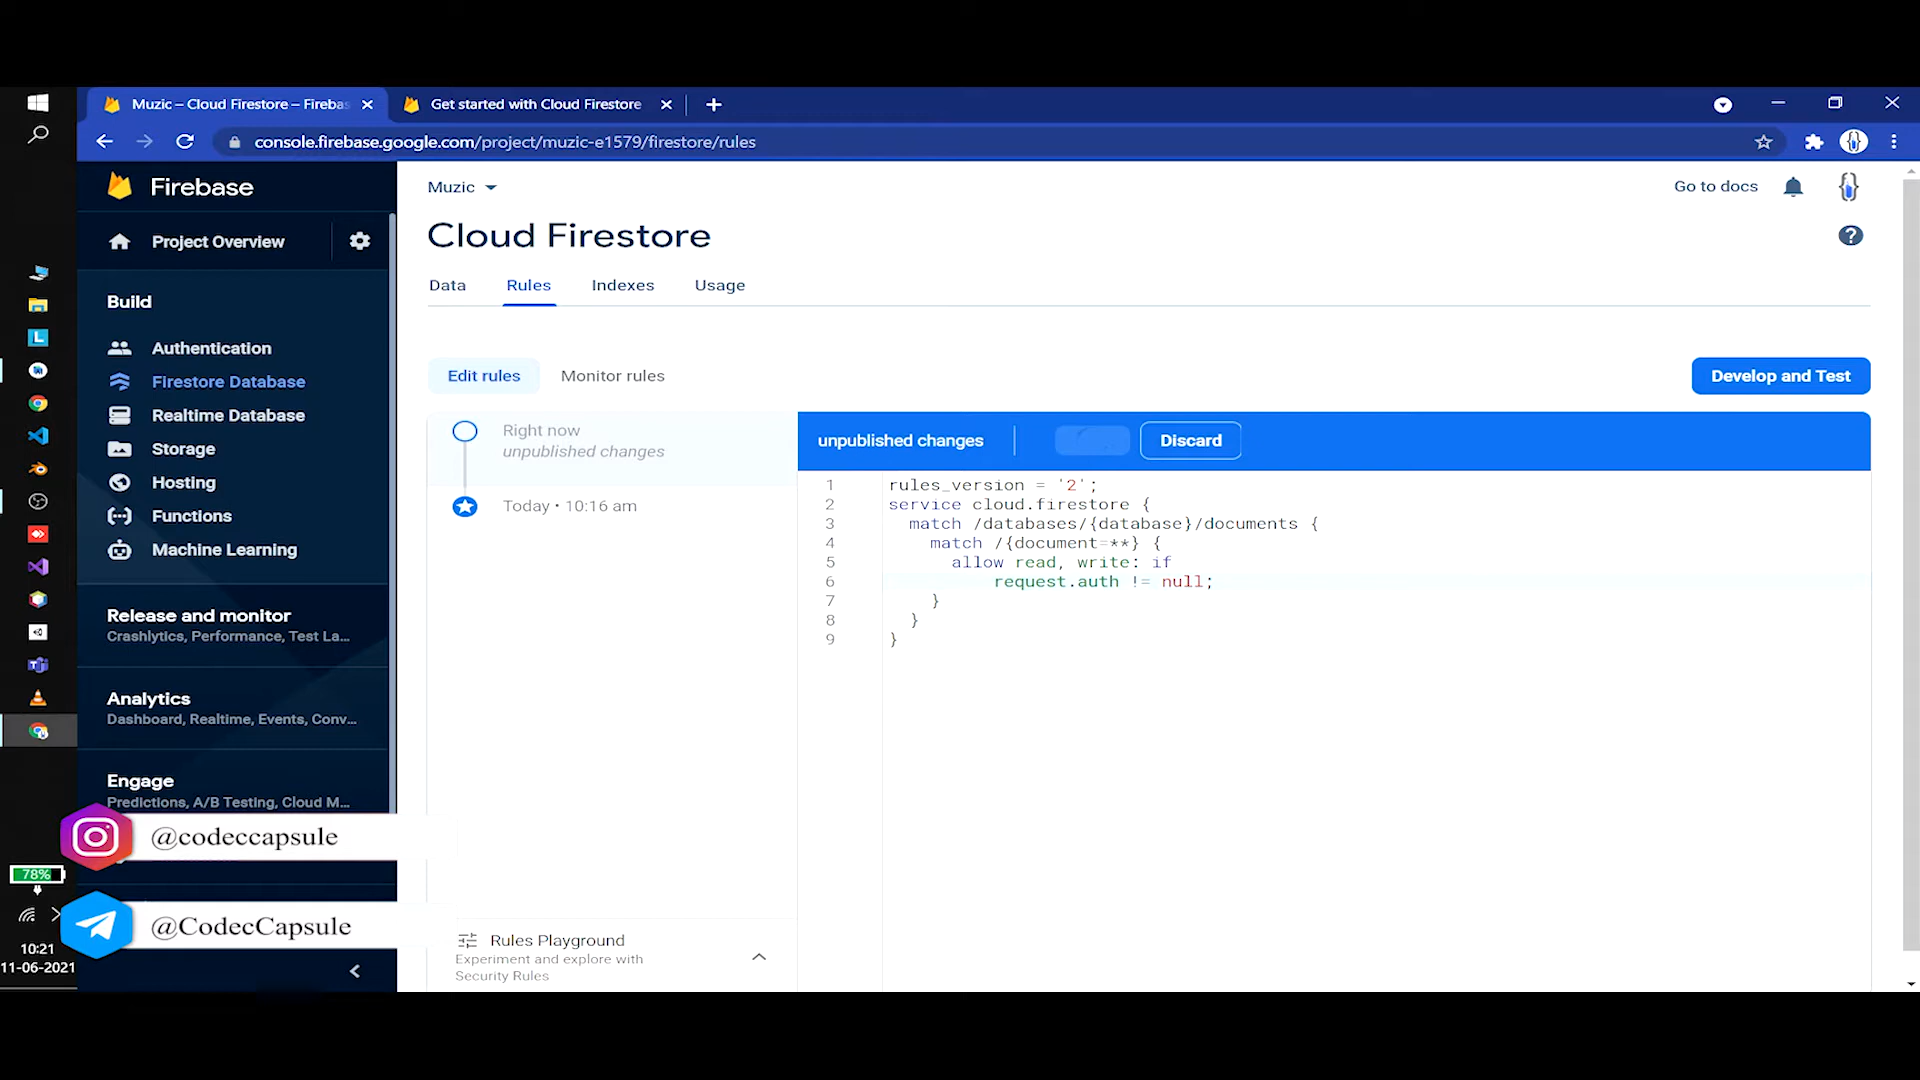 Muzic – Cloud Firestore – Firebas
Get started with Cloud Firestore
console.firebase.google.com/project/muzic-e1579/firestore/rules
Firebase
Project Overview
Build
Authentication
Firestore Database
Realtime Database
Storage
Hosting
Functions
Machine Learning
Release and monitor
Crashlytics, Performance, Test La...
Analytics
Dashboard, Realtime, Events, Conv...
Engage
Predictions, A/B Testing, Cloud M...
@codeccapsule
@CodecCapsule
78%
10:21
11-06-2021
Muzic
Go to docs
Cloud Firestore
Data Rules Indexes Usage
Edit rules Monitor rules
Develop and Test
Right now
unpublished changes
Today • 10:16 am
Rules Playground
Experiment and explore with
Security Rules
unpublished changes Discard
1 rules_version = '2';
2 service cloud.firestore {
3 match /databases/{database}/documents {
4 match /{document=**} {
5 allow read, write: if
6 request.auth != null;
7 }
8 }
9 }